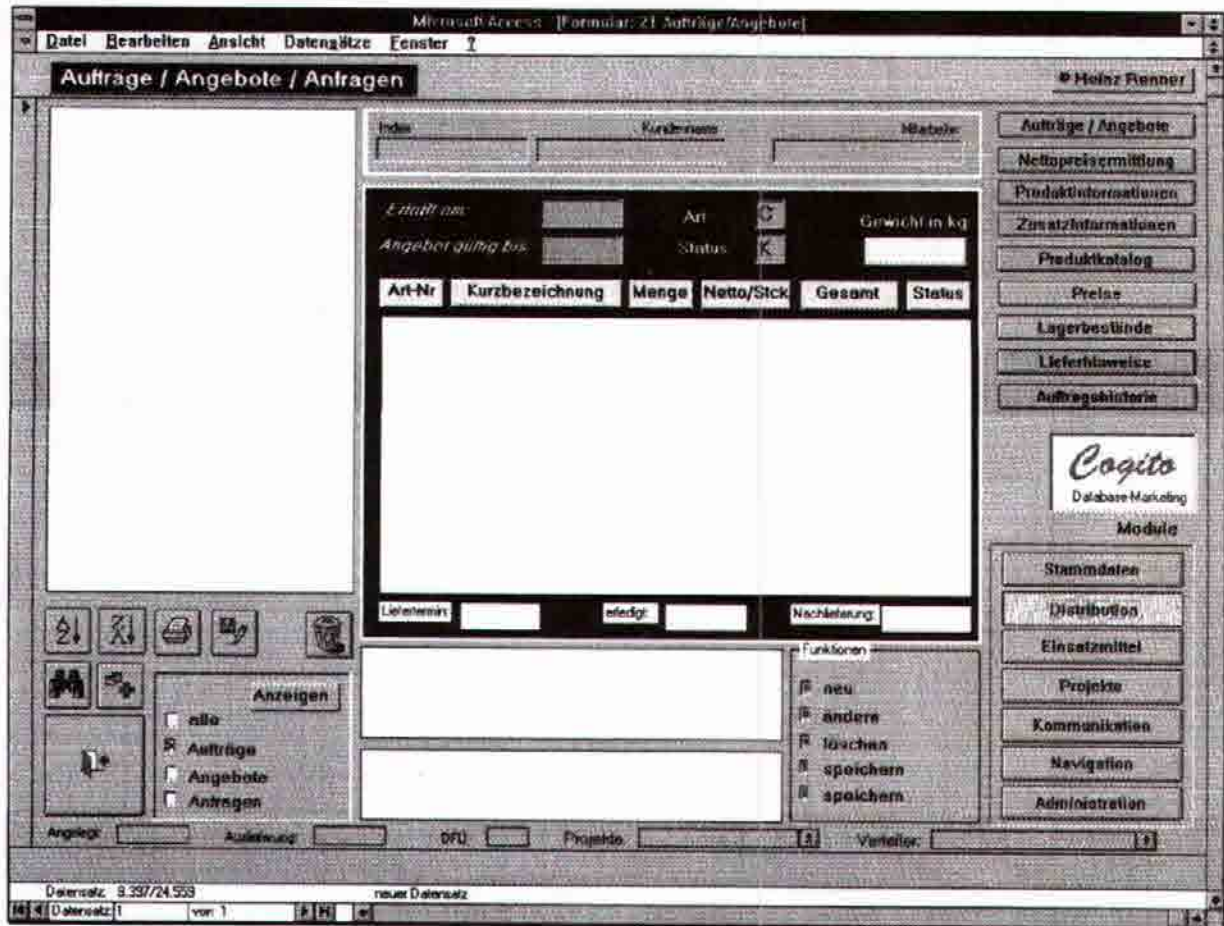 Microsoft Access - [Formular: 21 Aufträge/Angebote]
Datei Bearbeiten Ansicht Datensätze Fenster ?
Aufträge / Angebote / Anfragen
Heinz Renner
Index Kundenname Mitarbeiter
Erstellt am: Art C Gewicht in kg
Angebot gültig bis Status K
Art-Nr Kurzbezeichnung Menge Netto/Stck Gesamt Status
Liefertermin: erledigt: Nachlieferung:
Aufträge / Angebote
Nettopreisermittlung
Produktinformationen
Zusatzinformationen
Produktkatalog
Preise
Lagerbestände
Lieferhinweise
Auftragshistorie
Cogito
Database-Marketing
Module
Stammdaten
Distribution
Einsatzmittel
Projekte
Kommunikation
Navigation
Administration
Anzeigen
alle
Aufträge
Angebote
Anfragen
Funktionen
neu
ändern
löschen
speichern
speichern
Angelegt: Auslieferung: DFÜ Projekte Verteiler:
Datensatz 9.397/24.559 neuer Datensatz
Datensatz: 1 von 1